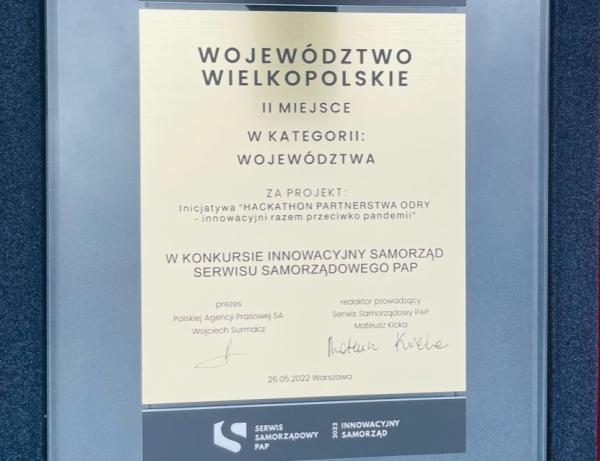 WOJEWÓDZTWO
WIELKOPOLSKIE
II MIEJSCE
W KATEGORII:
WOJEWÓDZTWA
ZA PROJEKT:
Inicjatywa "HACKATHON PARTNERSTWA ODRY
- innowacyjni razem przeciwko pandemii"
W KONKURSIE INNOWACYJNY SAMORZĄD
SERWISU SAMORZĄDOWEGO PAP
prezes
Polskiej Agencji Prasowej SA
Wojciech Surmacz
redaktor prowadzący
Serwis Samorządowy PAP
Mateusz Kicka
Mateusz Kicka
26.05.2022 Warszawa
SERWIS
SAMORZĄDOWY
PAP
2022
INNOWACYJNY
SAMORZĄD